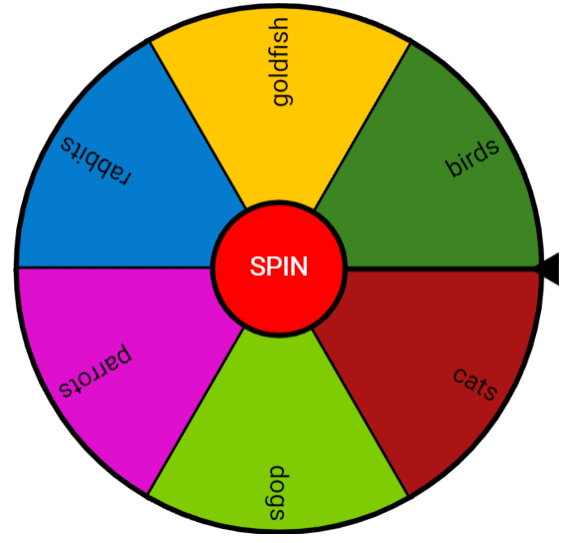 goldfish
birds
rabbits
SPIN
parrots
cats
dogs